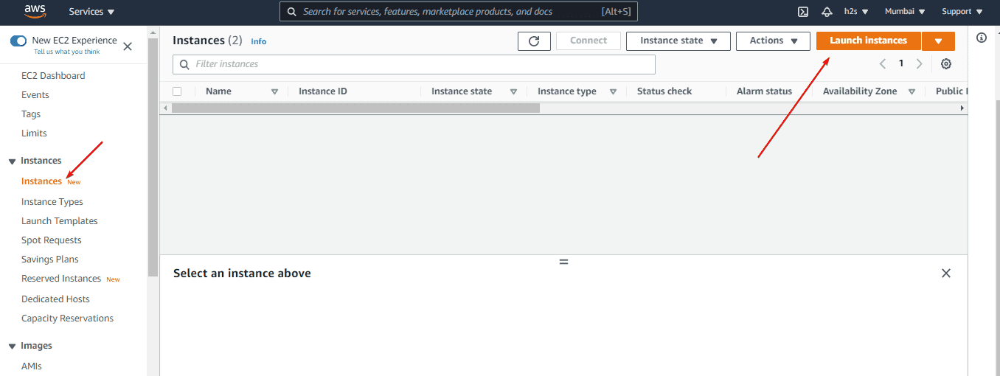 aws Services Search for services, features, marketplace products, and docs [Alt+S] h2s Mumbai Support
New EC2 Experience
Tell us what you think
EC2 Dashboard
Events
Tags
Limits
Instances
Instances New
Instance Types
Launch Templates
Spot Requests
Savings Plans
Reserved Instances New
Dedicated Hosts
Capacity Reservations
Images
AMIs
Instances (2) Info Connect Instance state Actions Launch instances
Filter instances 1
Name Instance ID Instance state Instance type Status check Alarm status Availability Zone Public
Select an instance above